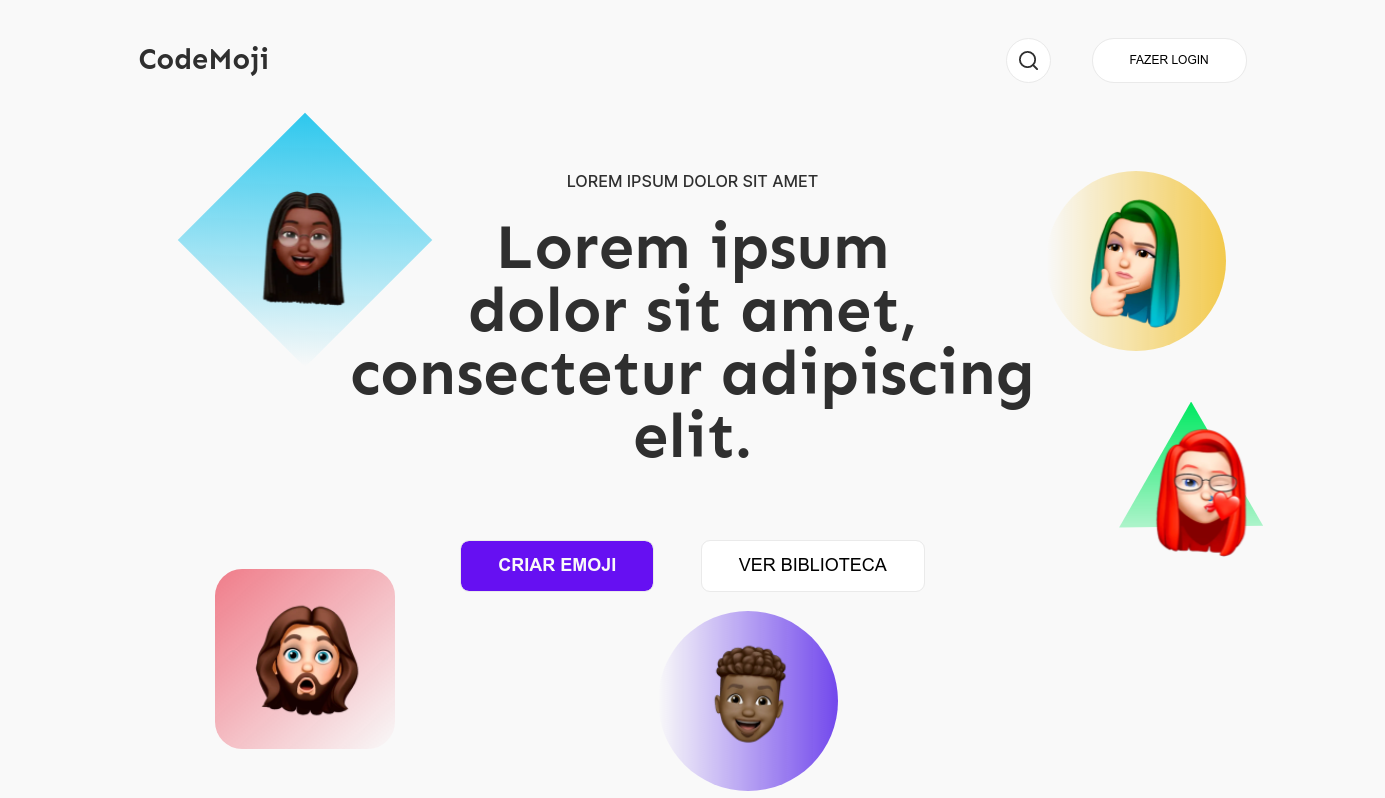 CodeMoji
FAZER LOGIN
LOREM IPSUM DOLOR SIT AMET
Lorem ipsum
dolor sit amet,
consectetur adipiscing
elit.
CRIAR EMOJI
VER BIBLIOTECA